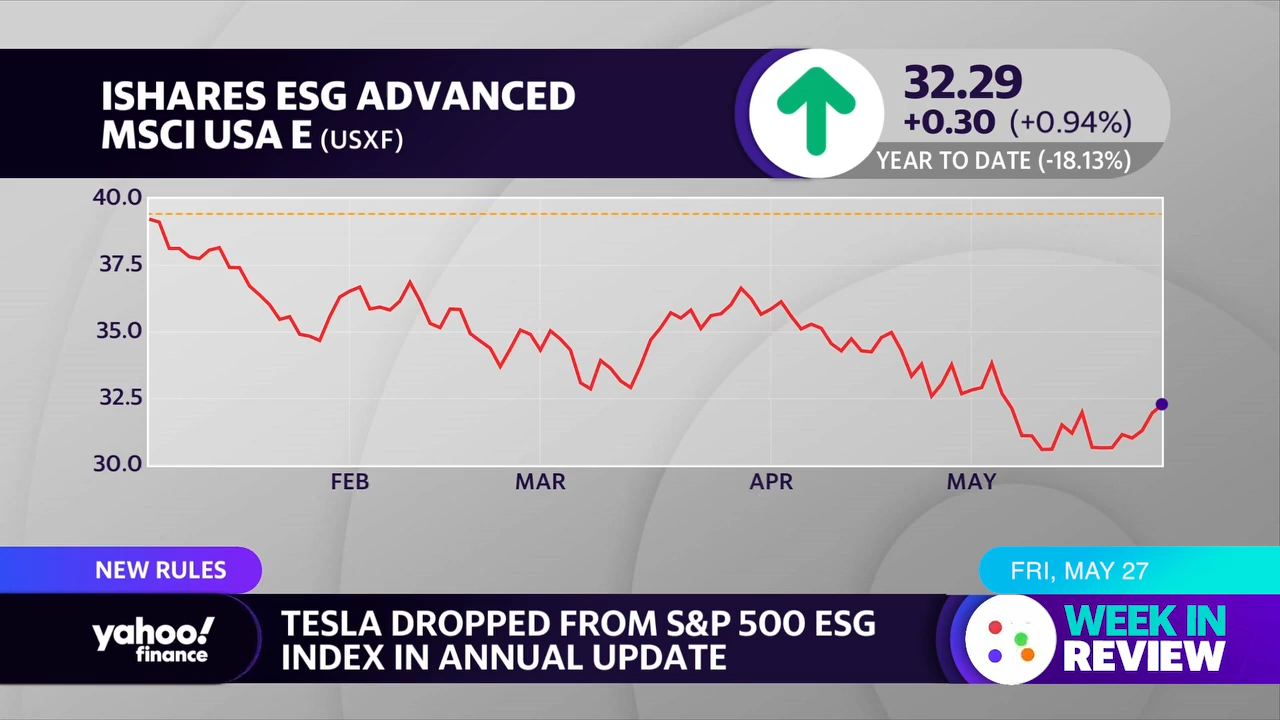 ISHARES ESG ADVANCED
MSCI USA E (USXF)
32.29
+0.30 (+0.94%)
YEAR TO DATE (-18.13%)
40.0
37.5
35.0
32.5
30.0
FEB MAR APR MAY
NEW RULES
FRI, MAY 27
yahoo!
finance
TESLA DROPPED FROM S&P 500 ESG
INDEX IN ANNUAL UPDATE
WEEK IN
REVIEW